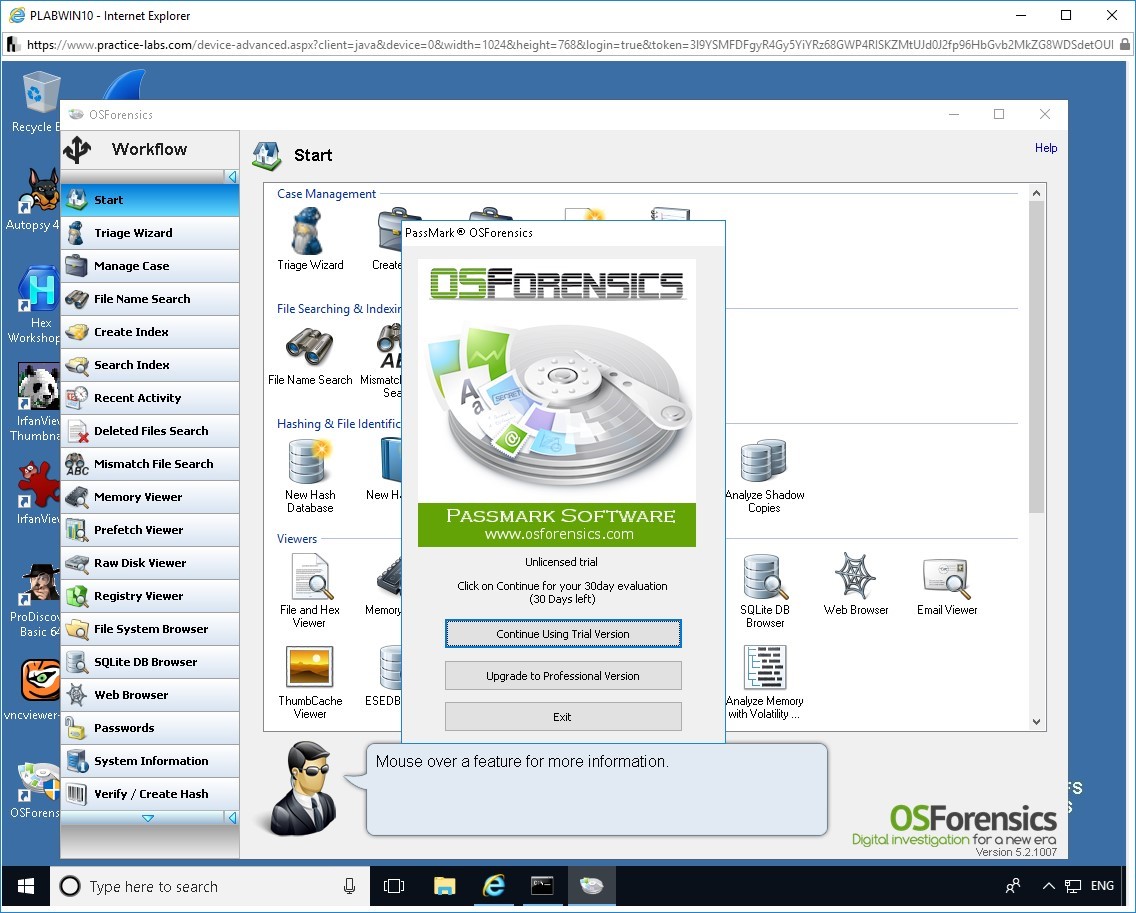 PLABWIN10 - Internet Explorer
https://www.practice-labs.com/device-advanced.aspx?client=java&device=0&width=1024&height=768&login=true&token=
Recycle
OSForensics
Workflow
Start
Help
Start
Triage Wizard
Manage Case
File Name Search
Create Index
Search Index
Recent Activity
Deleted Files Search
Mismatch File Search
Memory Viewer
Prefetch Viewer
Raw Disk Viewer
Registry Viewer
File System Browser
SQLite DB Browser
Web Browser
Passwords
System Information
Verify / Create Hash
Autopsy 4
Hex
Workshop
IrfanView
Thumbna
IrfanView
ProDiscov
Basic 64
vncviewer-
OSForens
Case Management
Triage Wizard
Create
File Searching & Indexin
File Name Search
Mismatc
Sea
Hashing & File Identific
New Hash
Database
New H
Analyze Shadow
Copies
Viewers
File and Hex
Viewer
Memory
SQLite DB
Browser
Web Browser
Email Viewer
ThumbCache
Viewer
ESEDB
Analyze Memory
with Volatility ...
PassMark® OSForensics
OSForensics
SECRET
PassMark Software
www.osforensics.com
Unlicensed trial
Click on Continue for your 30day evaluation
(30 Days left)
Continue Using Trial Version
Upgrade to Professional Version
Exit
Mouse over a feature for more information.
OSForensics
Digital investigation for a new era
Version 5.2.1007
Type here to search
ENG